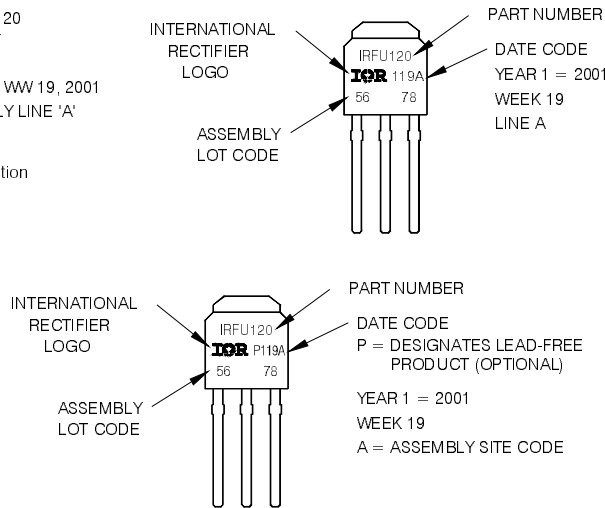 20
WW 19, 2001
LY LINE 'A'
tion
INTERNATIONAL
RECTIFIER
LOGO
ASSEMBLY
LOT CODE
IRFU120
IOR 119A
56 78
PART NUMBER
DATE CODE
YEAR 1 = 2001
WEEK 19
LINE A
INTERNATIONAL
RECTIFIER
LOGO
ASSEMBLY
LOT CODE
IRFU120
IOR P119A
56 78
PART NUMBER
DATE CODE
P = DESIGNATES LEAD-FREE
PRODUCT (OPTIONAL)
YEAR 1 = 2001
WEEK 19
A = ASSEMBLY SITE CODE